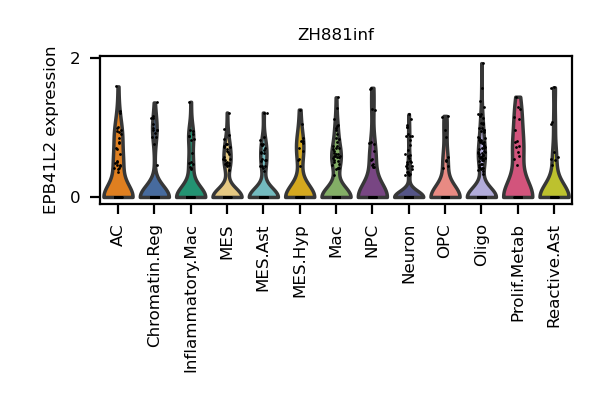 ZH881inf
EPB41L2 expression
2
0
AC
Chromatin.Reg
Inflammatory.Mac
MES
MES.Ast
MES.Hyp
Mac
NPC
Neuron
OPC
Oligo
Prolif.Metab
Reactive.Ast